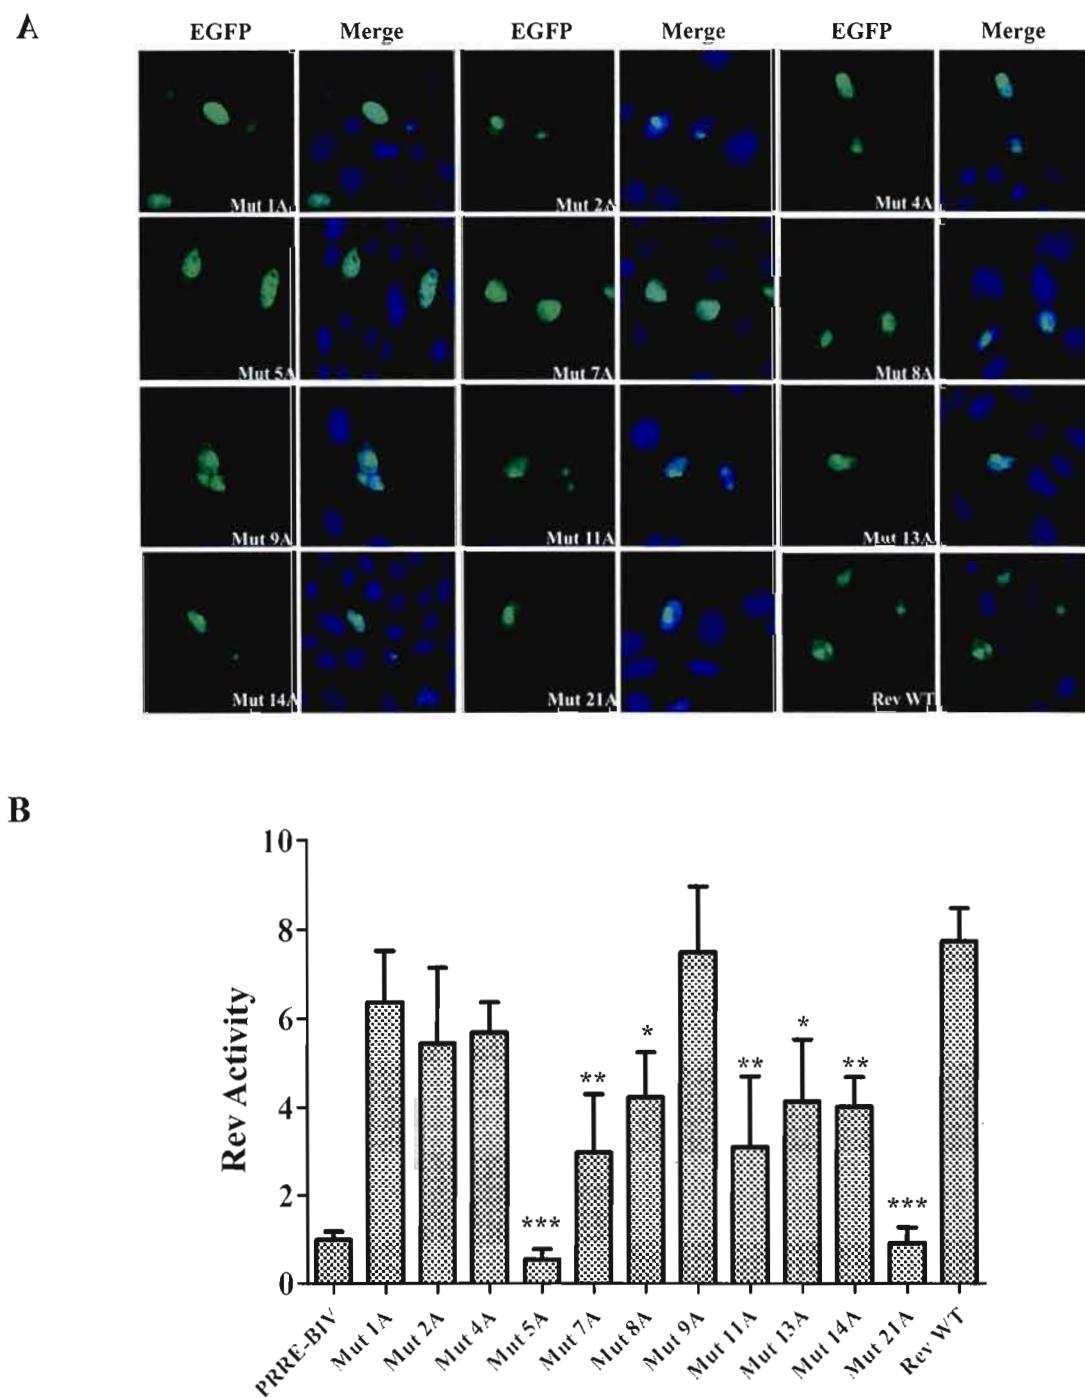 A
EGFP Merge EGFP Merge EGFP Merge
Mut 1A Mut 2A Mut 4A
Mut 5A Mut 7A Mut 8A
Mut 9A Mut 11A Mut 13A
Mut 14A Mut 21A Rev WT
B
10
8
6
4
2
0
Rev Activity
***
**
*
**
*
**
***
PRRE-BIV
Mut 1A
Mut 2A
Mut 4A
Mut 5A
Mut 7A
Mut 8A
Mut 9A
Mut 11A
Mut 13A
Mut 14A
Mut 21A
Rev WT